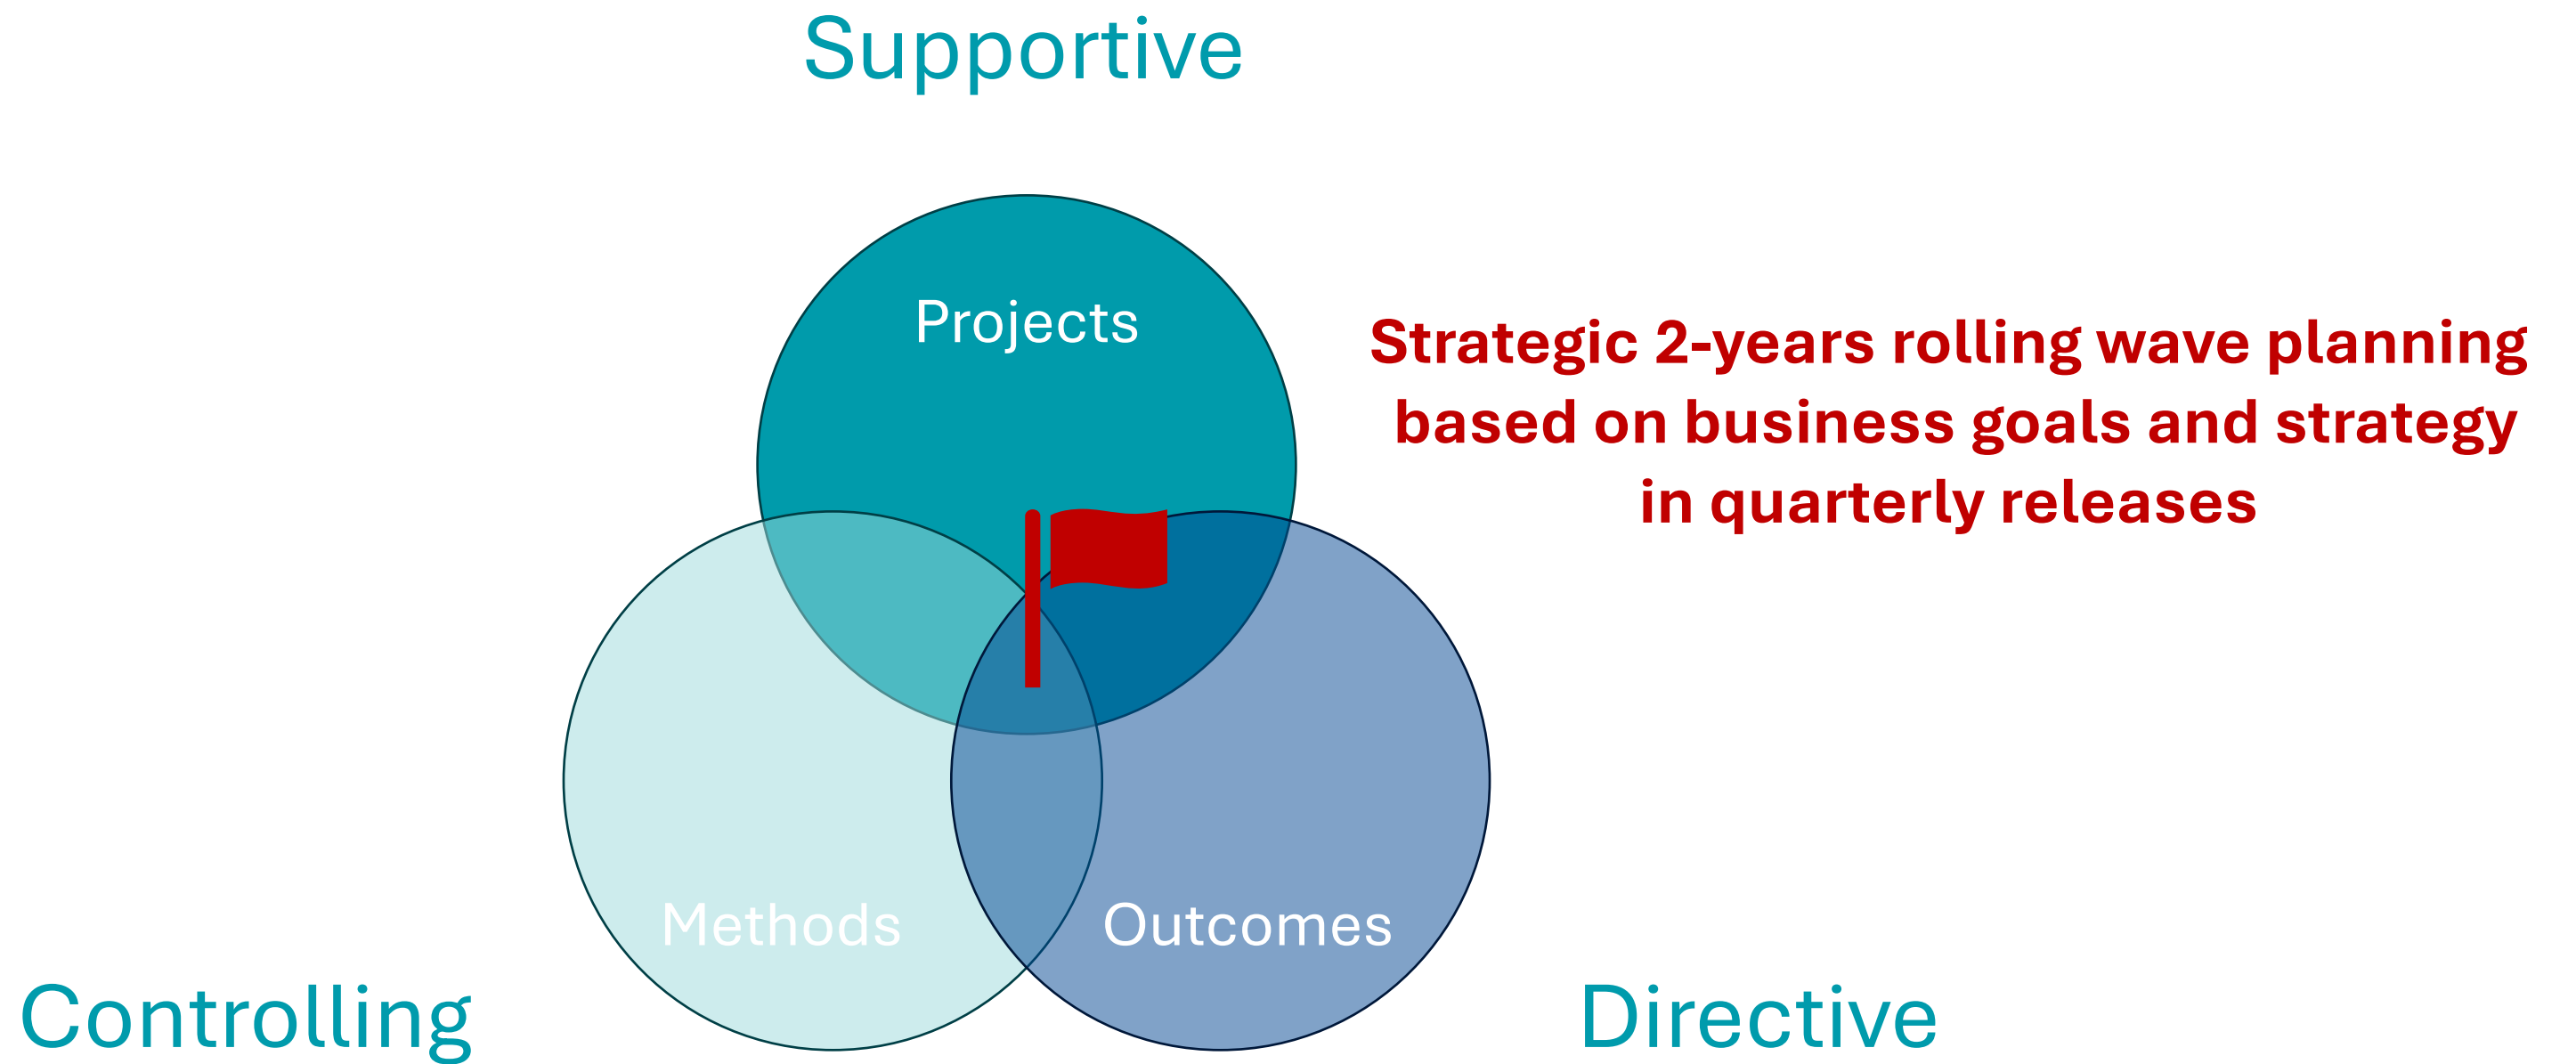 Supportive
Projects
Strategic 2-years rolling wave planning
based on business goals and strategy
in quarterly releases
Methods
Outcomes
Controlling
Directive